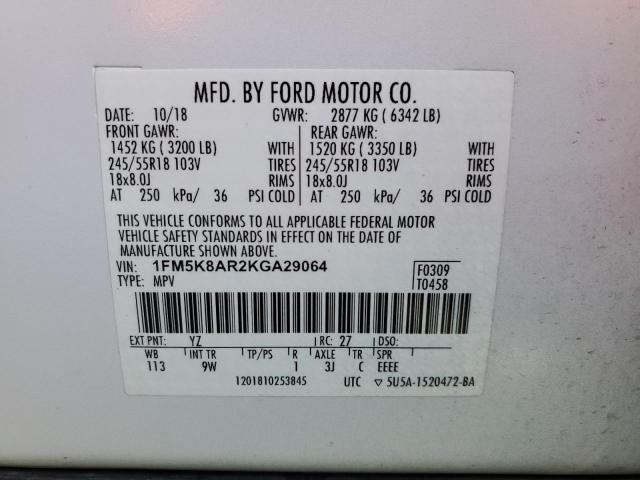 MFD. BY FORD MOTOR CO.
DATE: 10/18 GVWR: 2877 KG ( 6342 LB)
FRONT GAWR: REAR GAWR:
1452 KG ( 3200 LB) WITH 1520 KG ( 3350 LB) WITH
245/55R18 103V TIRES 245/55R18 103V TIRES
18x8.0J RIMS 18x8.0J RIMS
AT 250 kPa/ 36 PSI COLD AT 250 kPa/ 36 PSI COLD
THIS VEHICLE CONFORMS TO ALL APPLICABLE FEDERAL MOTOR
VEHICLE SAFETY STANDARDS IN EFFECT ON THE DATE OF
MANUFACTURE SHOWN ABOVE.
VIN: 1FM5K8AR2KGA29064 F0309
TYPE: MPV T0458
EXT PNT: YZ RC: 27 DSO:
WB INT TR TP/PS R AXLE TR SPR
113 9W 1 3J C EEEE
1201810253845 UTC ▽ 5U5A-1520472-BA